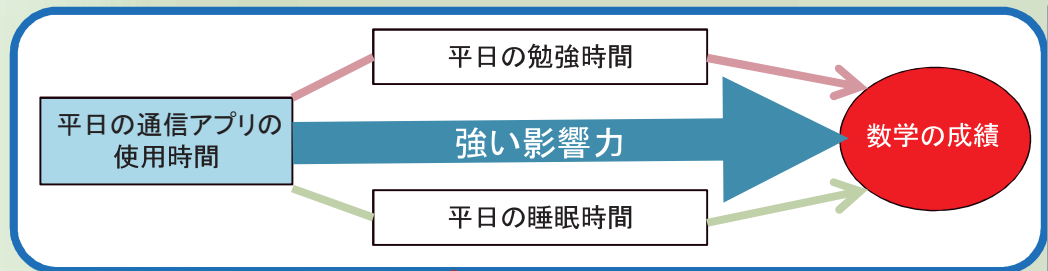 平日の勉強時間
平日の通信アプリの
使用時間
強い影響力
数学の成績
平日の睡眠時間